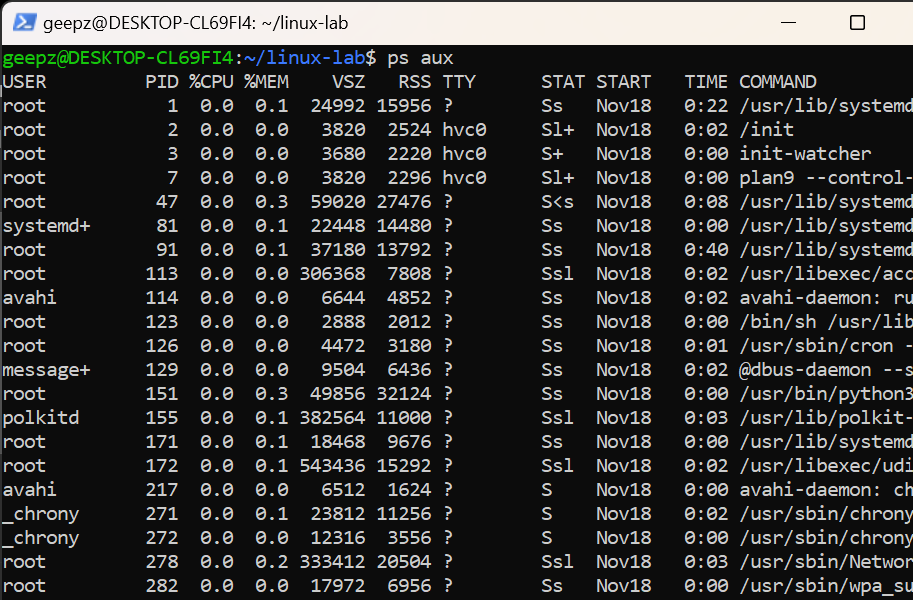 geepz@DESKTOP-CL69FI4: ~/linux-lab
geepz@DESKTOP-CL69FI4:~/linux-lab$ ps aux
USER PID %CPU %MEM VSZ RSS TTY STAT START TIME COMMAND
root 1 0.0 0.1 24992 15956 ? Ss Nov18 0:22 /usr/lib/systemd
root 2 0.0 0.0 3820 2524 hvc0 Sl+ Nov18 0:02 /init
root 3 0.0 0.0 3680 2220 hvc0 S+ Nov18 0:00 init-watcher
root 7 0.0 0.0 3820 2296 hvc0 Sl+ Nov18 0:00 plan9 --control-
root 47 0.0 0.3 59020 27476 ? S<s Nov18 0:08 /usr/lib/systemd
systemd+ 81 0.0 0.1 22448 14480 ? Ss Nov18 0:00 /usr/lib/systemd
root 91 0.0 0.1 37180 13792 ? Ss Nov18 0:40 /usr/lib/systemd
root 113 0.0 0.0 306368 7808 ? Ssl Nov18 0:02 /usr/libexec/acc
avahi 114 0.0 0.0 6644 4852 ? Ss Nov18 0:02 avahi-daemon: ru
root 123 0.0 0.0 2888 2012 ? Ss Nov18 0:00 /bin/sh /usr/lib
root 126 0.0 0.0 4472 3180 ? Ss Nov18 0:01 /usr/sbin/cron -
message+ 129 0.0 0.0 9504 6436 ? Ss Nov18 0:02 @dbus-daemon --s
root 151 0.0 0.3 49856 32124 ? Ss Nov18 0:00 /usr/bin/python3
polkitd 155 0.0 0.1 382564 11000 ? Ssl Nov18 0:03 /usr/lib/polkit-
root 171 0.0 0.1 18468 9676 ? Ss Nov18 0:00 /usr/lib/systemd
root 172 0.0 0.1 543436 15292 ? Ssl Nov18 0:02 /usr/libexec/udi
avahi 217 0.0 0.0 6512 1624 ? S Nov18 0:00 avahi-daemon: ch
_chrony 271 0.0 0.1 23812 11256 ? S Nov18 0:02 /usr/sbin/chrony
_chrony 272 0.0 0.0 12316 3556 ? S Nov18 0:00 /usr/sbin/chrony
root 278 0.0 0.2 333412 20504 ? Ssl Nov18 0:03 /usr/sbin/Networ
root 282 0.0 0.0 17972 6956 ? Ss Nov18 0:00 /usr/sbin/wpa_su